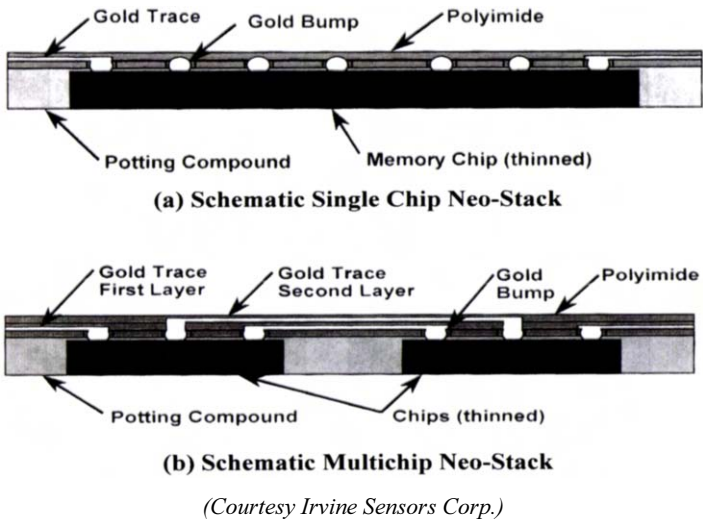 Gold Trace
Gold Bump
Polyimide
Potting Compound
Memory Chip (thinned)
(a) Schematic Single Chip Neo-Stack
Gold Trace
First Layer
Gold Trace
Second Layer
Gold
Bump
Polyimide
Potting Compound
Chips (thinned)
(b) Schematic Multichip Neo-Stack
(Courtesy Irvine Sensors Corp.)